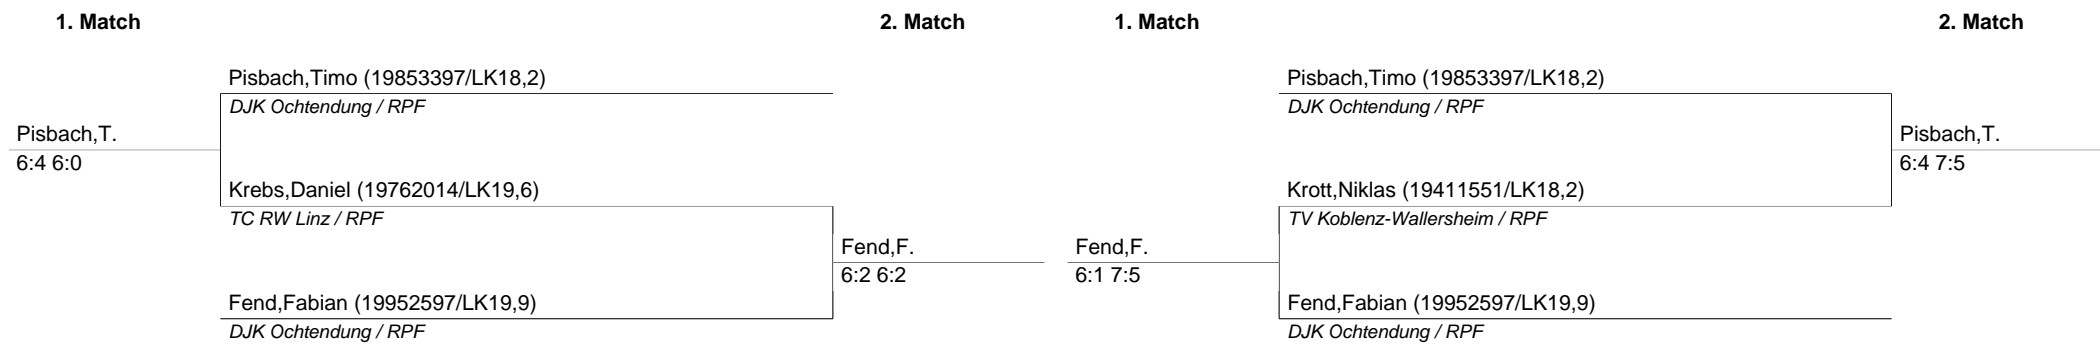 1. Match
2. Match
1. Match
2. Match
Pisbach,Timo (19853397/LK18,2)
DJK Ochtendung / RPF
Pisbach,T.
6:4 6:0
Krebs,Daniel (19762014/LK19,6)
TC RW Linz / RPF
Fend,F.
6:2 6:2
Fend,Fabian (19952597/LK19,9)
DJK Ochtendung / RPF
Pisbach,Timo (19853397/LK18,2)
DJK Ochtendung / RPF
Pisbach,T.
6:4 7:5
Krott,Niklas (19411551/LK18,2)
TV Koblenz-Wallersheim / RPF
Fend,F.
6:1 7:5
Fend,Fabian (19952597/LK19,9)
DJK Ochtendung / RPF